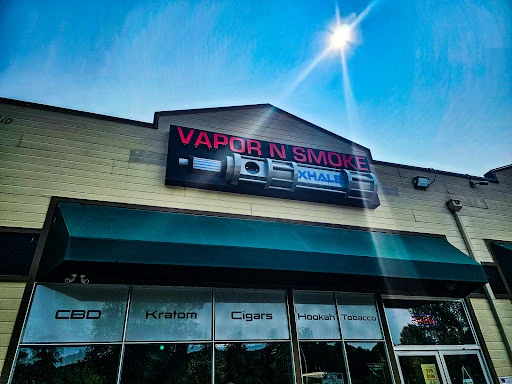 VAPOR N SMOKE
XHALE
CBD Kratom Cigars Hookah Tobacco